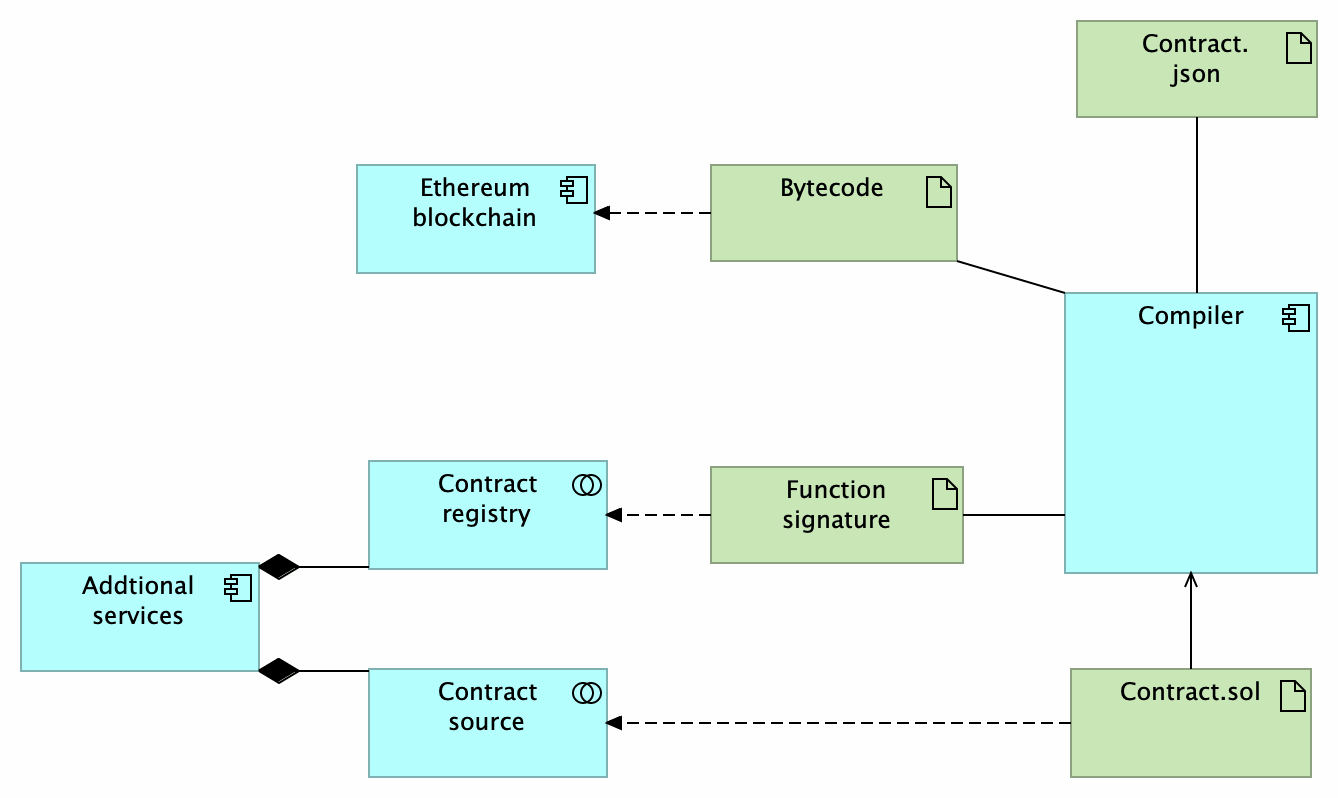 Contract.
json
Ethereum
blockchain
Bytecode
Compiler
Contract
registry
Function
signature
Addtional
services
Contract
source
Contract.sol